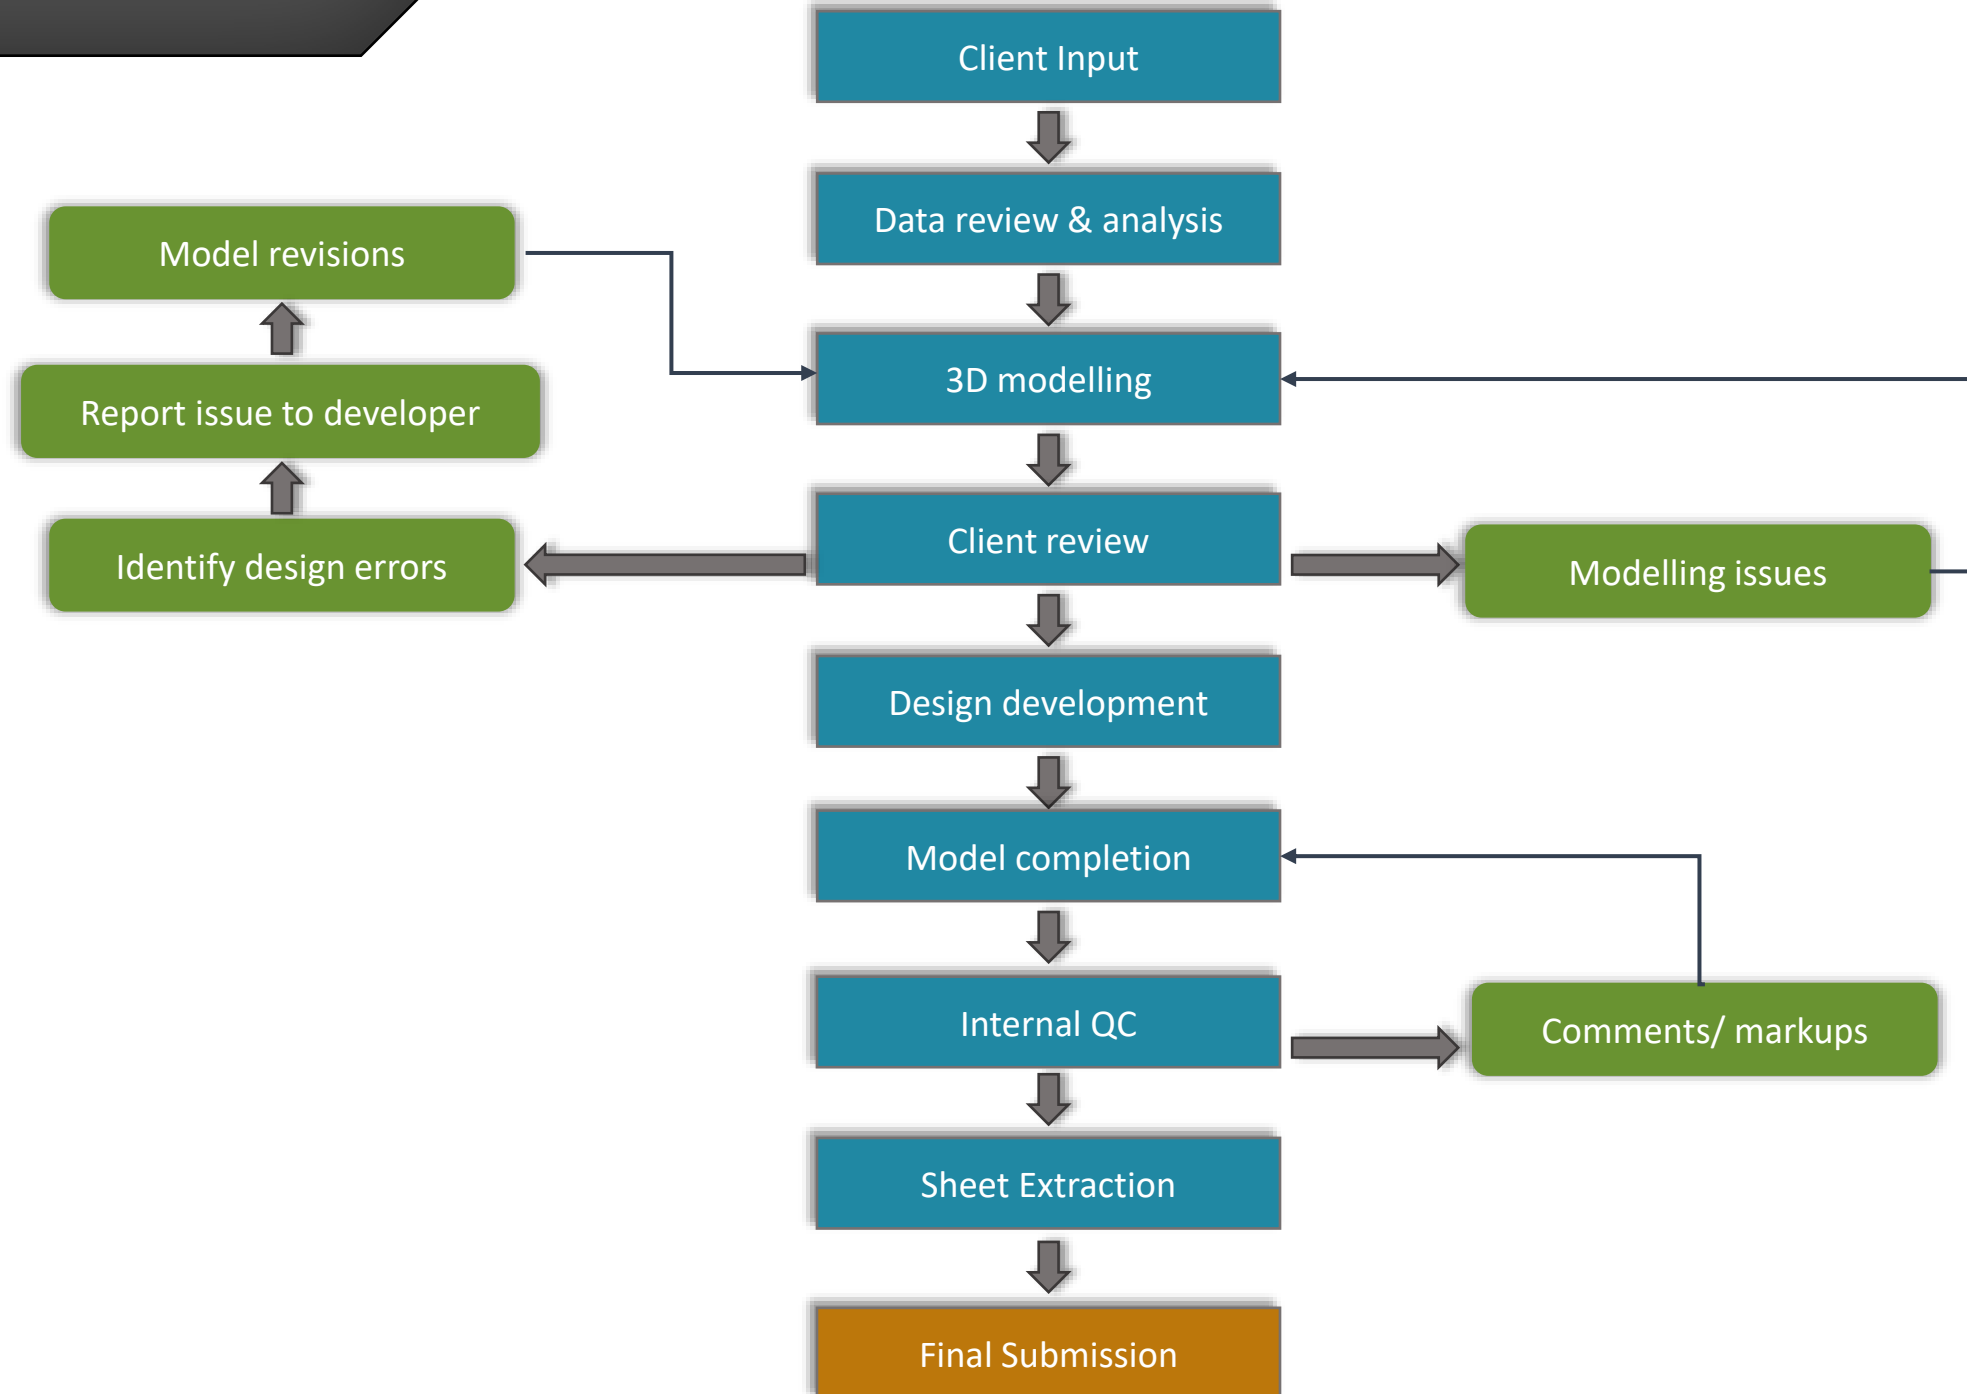 Client Input
Data review & analysis
Model revisions
3D modelling
Report issue to developer
Client review
Identify design errors
Modelling issues
Design development
Model completion
Internal QC
Comments/ markups
Sheet Extraction
Final Submission